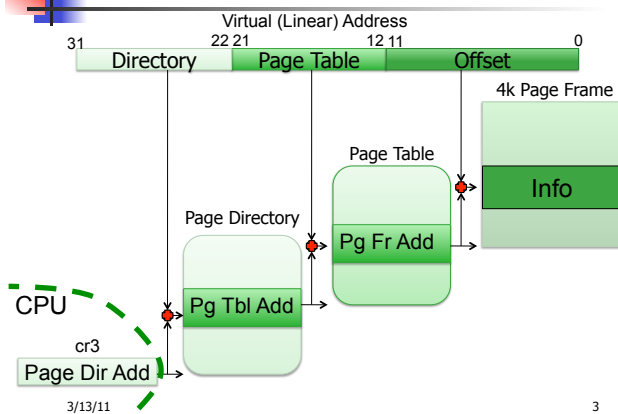 Virtual (Linear) Address
31 22 21 12 11 0
Directory Page Table Offset
4k Page Frame
Page Table
Info
Page Directory
Pg Fr Add
CPU
Pg Tbl Add
cr3
Page Dir Add
3/13/11 3